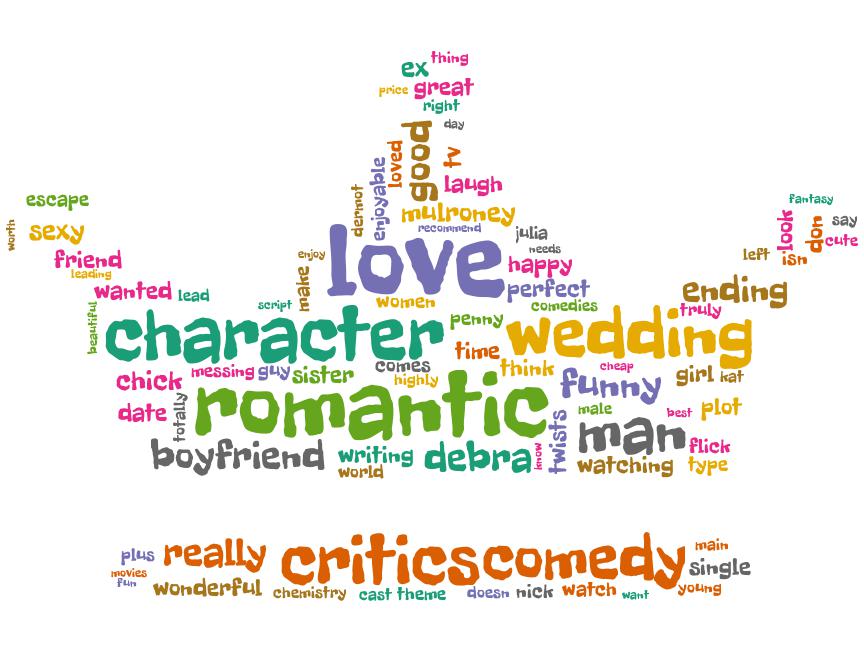 thing
ex
price great
right
day
good
loved
tv
enjoyable
laugh
dermot
mulroney
recommend
escape
fantasy
worth
sexy
look
don
say
cute
julia
needs
love
friend
leading
happy
left
isn
make
enjoy
wanted lead
perfect
ending
script
women
comedies
truly
beautiful
character
penny
wedding
time
comes
think
cheap
chick
messing guy sister
highly
funny
girl kat
date
totally
romantic
male
best
plot
twists
man
flick
boyfriend
writing
debra
know
watching
type
world
plus
really
criticscomedy
main
movies
single
fun
wonderful
chemistry
cast theme
doesn nick watch want
young